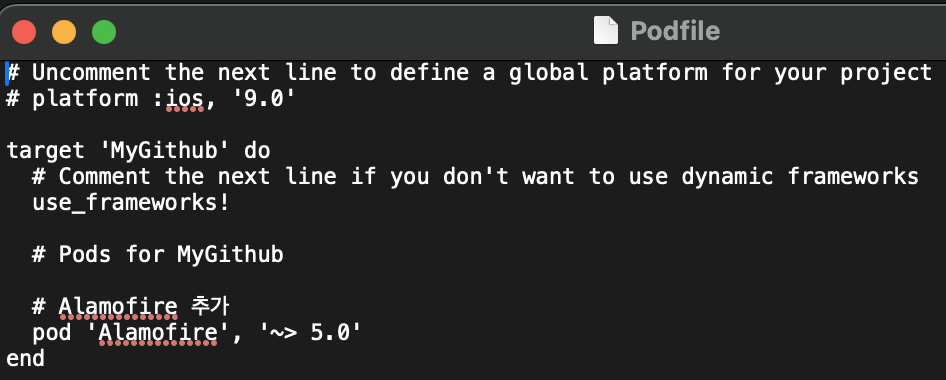 Podfile
# Uncomment the next line to define a global platform for your project
# platform :ios, '9.0'
target 'MyGithub' do
# Comment the next line if you don't want to use dynamic frameworks
use_frameworks!
# Pods for MyGithub
# Alamofire 추가
pod 'Alamofire', '~> 5.0'
end